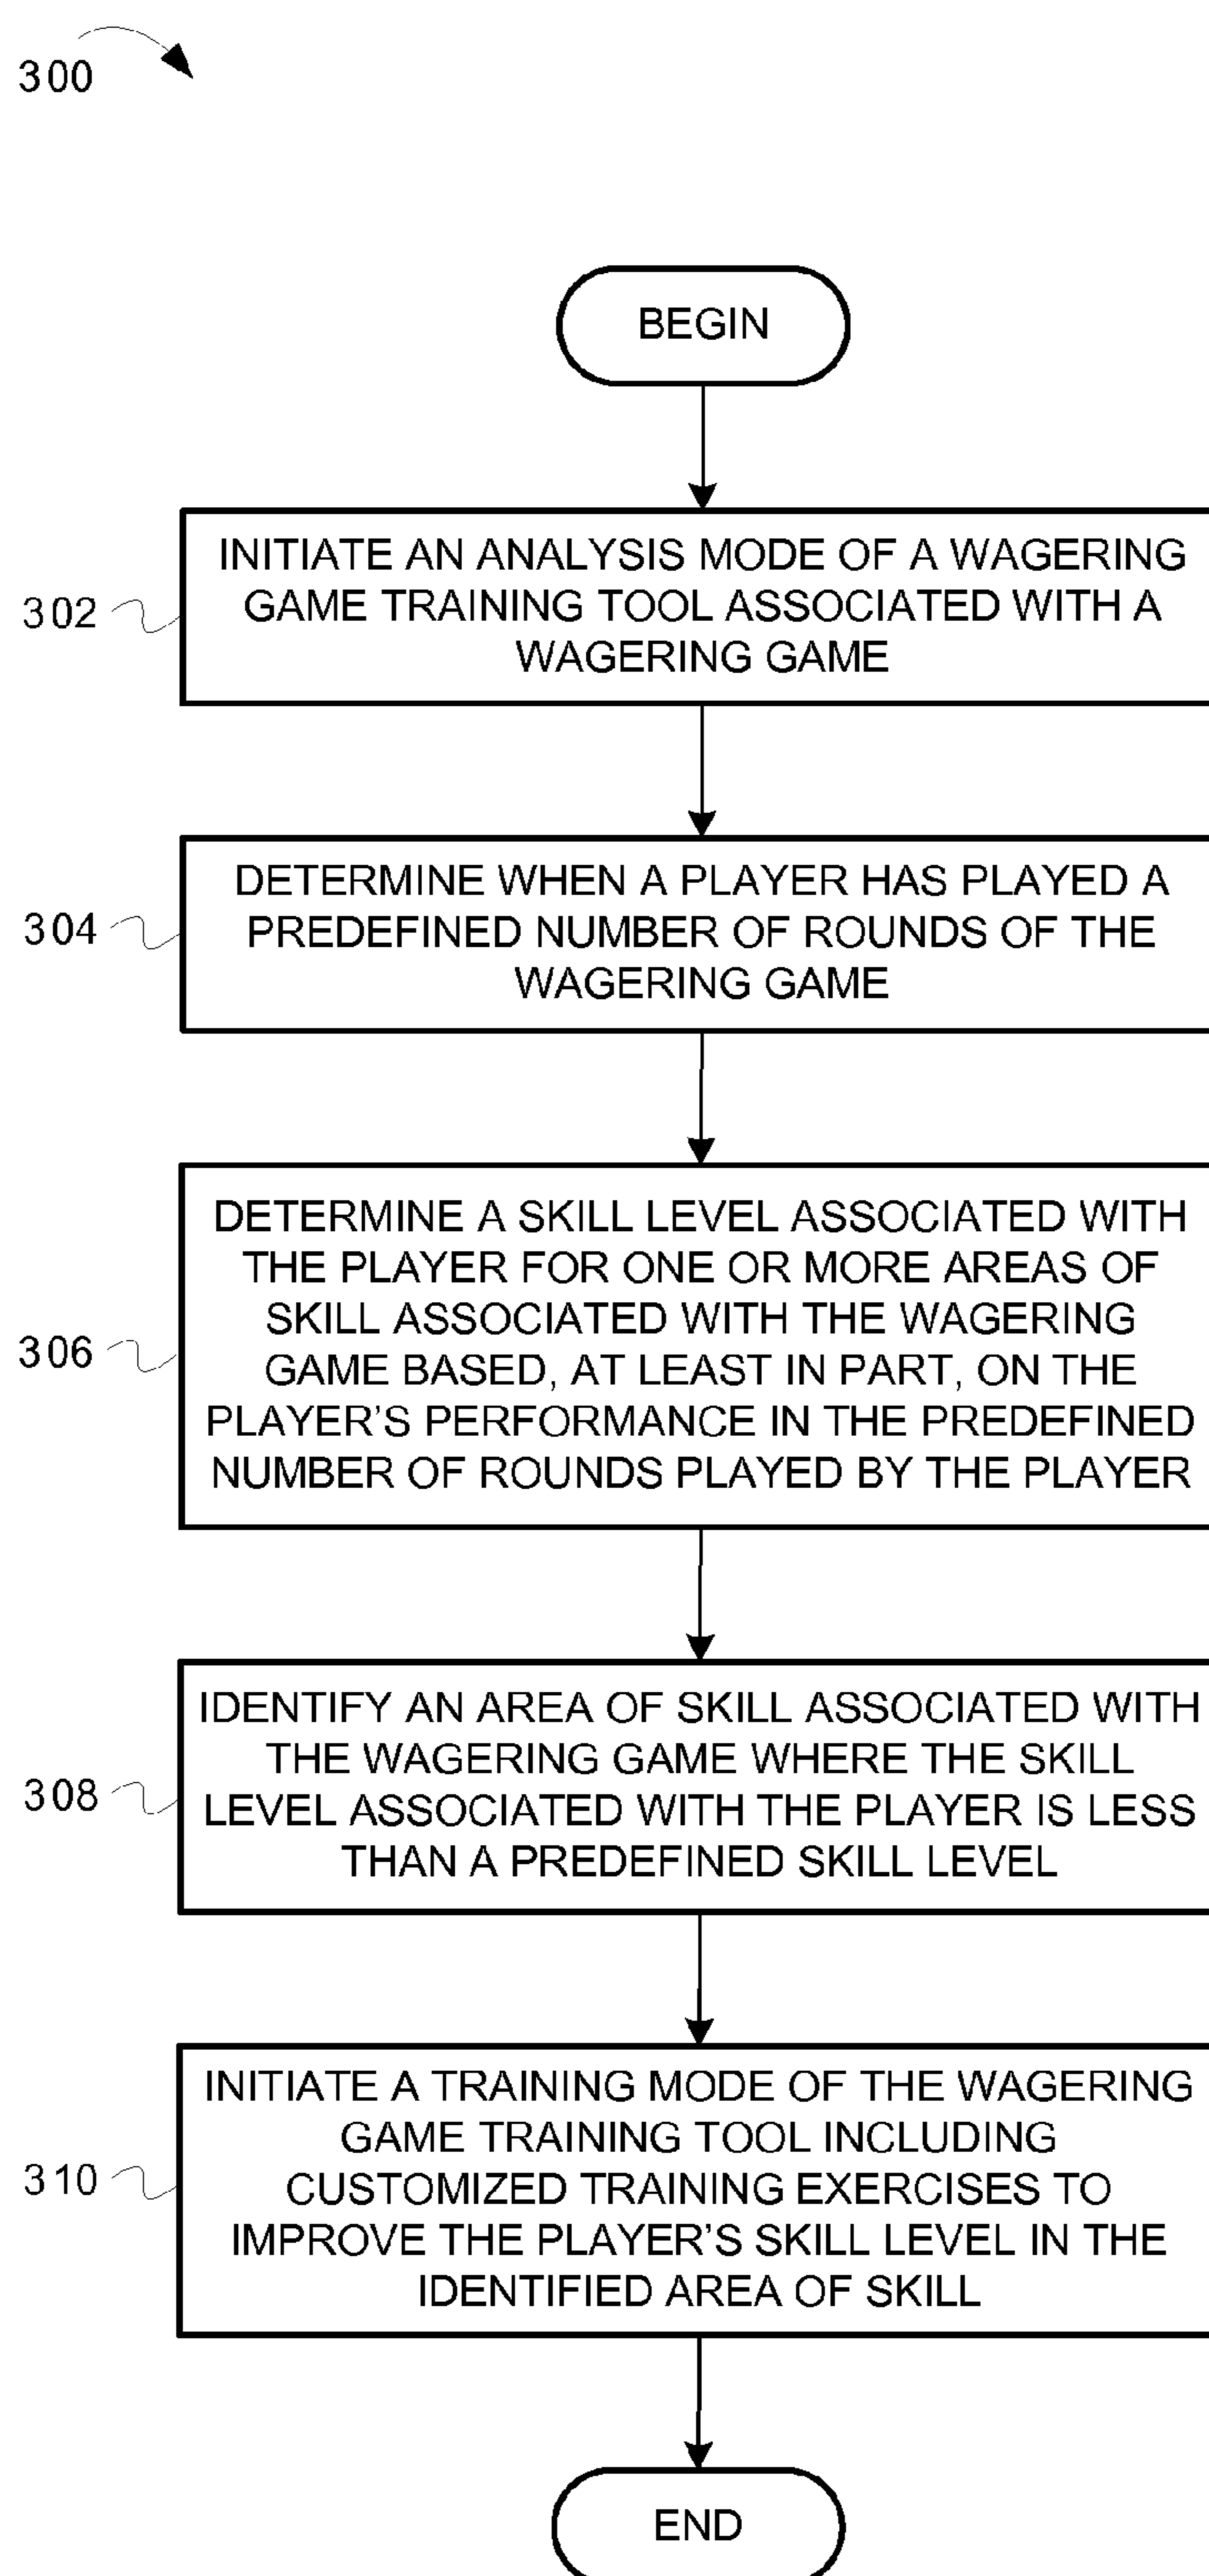 300
BEGIN
INITIATE AN ANALYSIS MODE OF A WAGERING
GAME TRAINING TOOL ASSOCIATED WITH A
WAGERING GAME
302
DETERMINE WHEN A PLAYER HAS PLAYED A
PREDEFINED NUMBER OF ROUNDS OF THE
WAGERING GAME
304
DETERMINE A SKILL LEVEL ASSOCIATED WITH
THE PLAYER FOR ONE OR MORE AREAS OF
SKILL ASSOCIATED WITH THE WAGERING
GAME BASED, AT LEAST IN PART, ON THE
PLAYER'S PERFORMANCE IN THE PREDEFINED
NUMBER OF ROUNDS PLAYED BY THE PLAYER
306
IDENTIFY AN AREA OF SKILL ASSOCIATED WITH
THE WAGERING GAME WHERE THE SKILL
LEVEL ASSOCIATED WITH THE PLAYER IS LESS
THAN A PREDEFINED SKILL LEVEL
308
INITIATE A TRAINING MODE OF THE WAGERING
GAME TRAINING TOOL INCLUDING
CUSTOMIZED TRAINING EXERCISES TO
IMPROVE THE PLAYER'S SKILL LEVEL IN THE
IDENTIFIED AREA OF SKILL
310
END